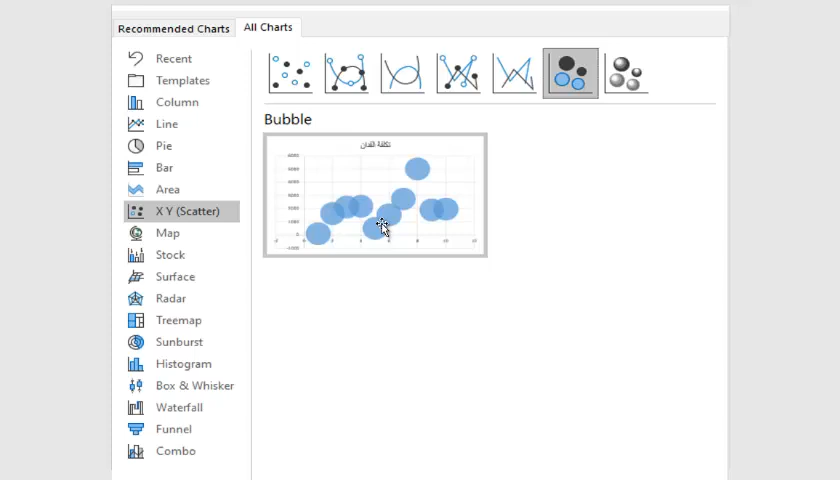 Recommended Charts
All Charts
Recent
Templates
Column
Line
Pie
Bar
Area
X Y (Scatter)
Map
Stock
Surface
Radar
Treemap
Sunburst
Histogram
Box & Whisker
Waterfall
Funnel
Combo
Bubble
تكلفة الفدان